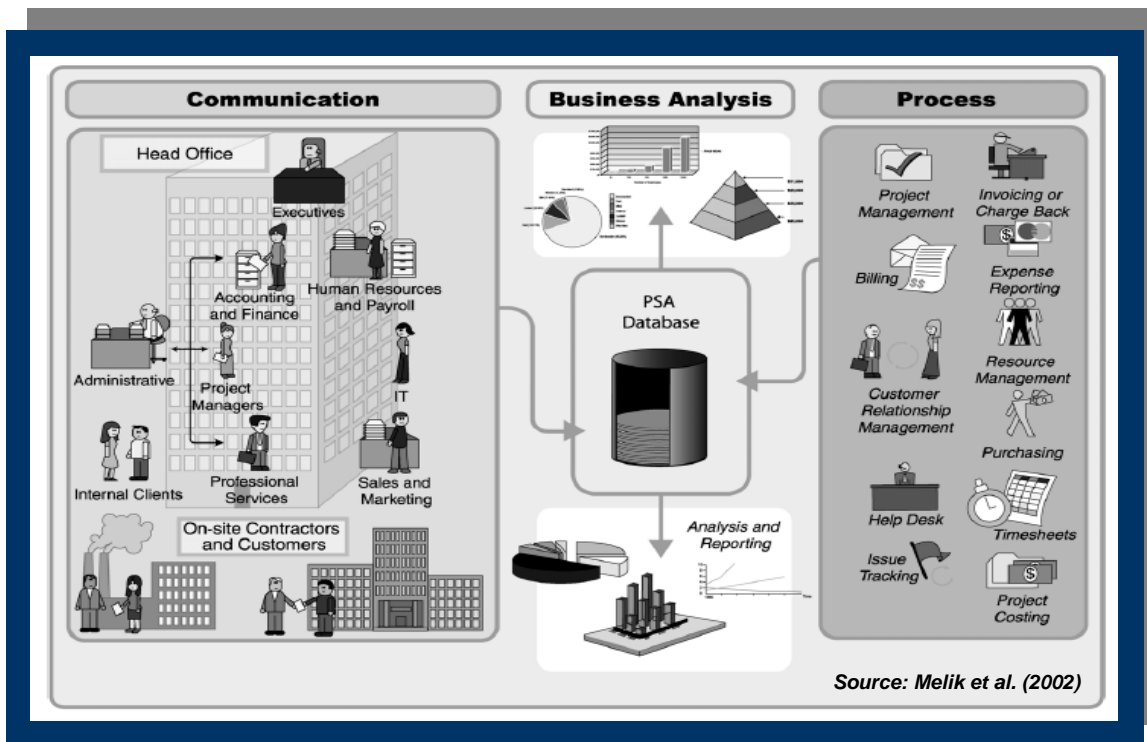 Communication
Business Analysis
Process
Head Office
Executives
Accounting
and Finance
Human Resources
and Payroll
Administrative
Project
Managers
IT
Internal Clients
Professional
Services
Sales and
Marketing
On-site Contractors
and Customers
PSA
Database
Analysis and
Reporting
Project
Management
Invoicing or
Charge Back
Billing
$$
Expense
Reporting
$
Customer
Relationship
Management
Resource
Management
Purchasing
Help Desk
Timesheets
Issue
Tracking
$
Project
Costing
Source: Melik et al. (2002)